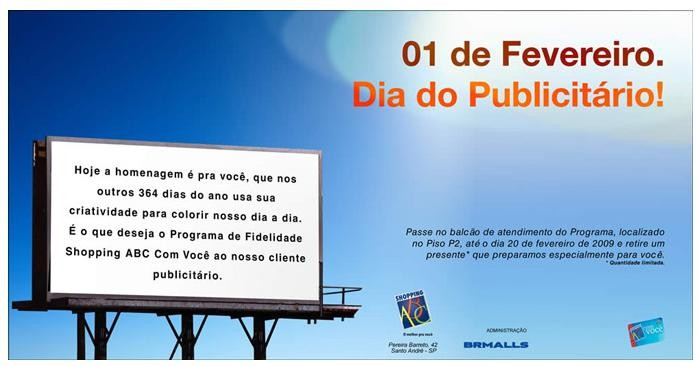 01 de Fevereiro.
Dia do Publicitário!
Hoje a homenagem é pra você, que nos
outros 364 dias do ano usa sua
criatividade para colorir nosso dia a dia.
É o que deseja o Programa de Fidelidade
Shopping ABC Com Você ao nosso cliente
publicitário.
Passe no balcão de atendimento do Programa, localizado
no Piso P2, até o dia 20 de fevereiro de 2009 e retire um
presente* que preparamos especialmente para você.
* Quantidade limitada.
SHOPPING
ABC
O melhor pra você
Pereira Barreto, 42
Santo André - SP
ADMINISTRAÇÃO
BRMALLS
VOCÊ